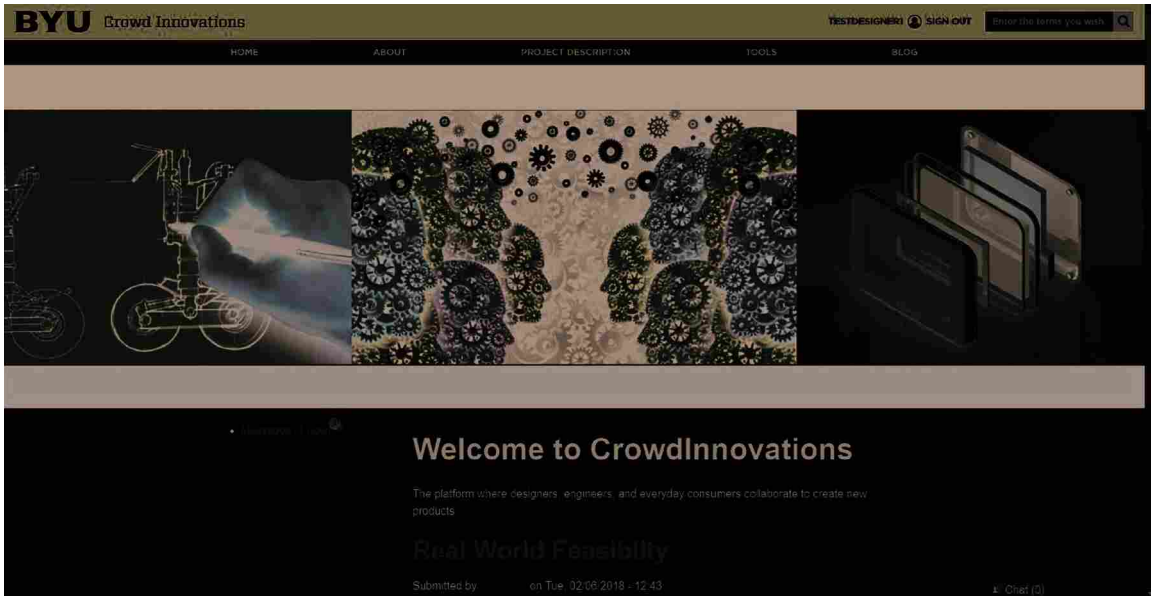 BYU Crowd Innovations
TESTDESIGNER1 SIGN OUT
Enter the terms you wish
HOME ABOUT PROJECT DESCRIPTION TOOLS BLOG
Welcome to CrowdInnovations
The platform where designers, engineers, and everyday consumers collaborate to create new
products
Real World Feasibility
Submitted by on Tue, 02/06/2018 - 12:43
Chat (0)